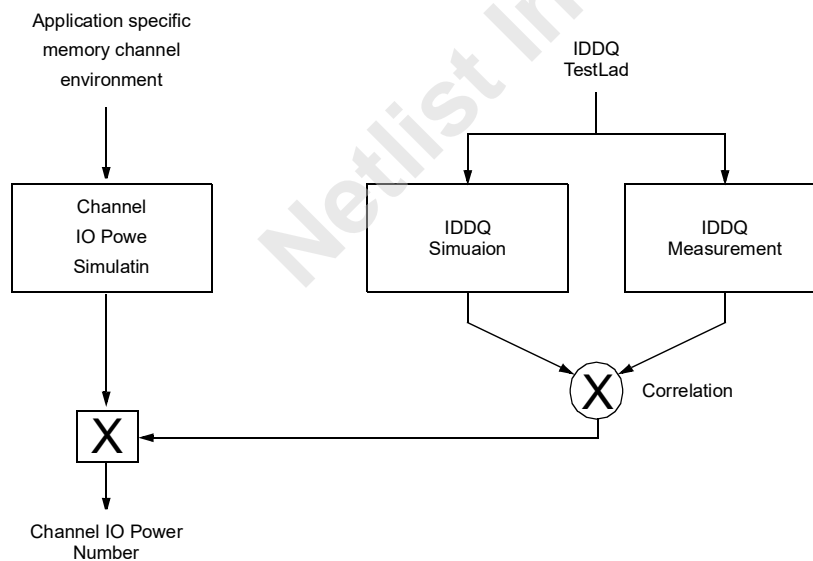 Application specific
memory channel
environment
IDDQ
TestLad
Channel
IO Powe
Simulatin
IDDQ
Simuaion
IDDQ
Measurement
X
Correlation
X
Channel IO Power
Number
Netlist In